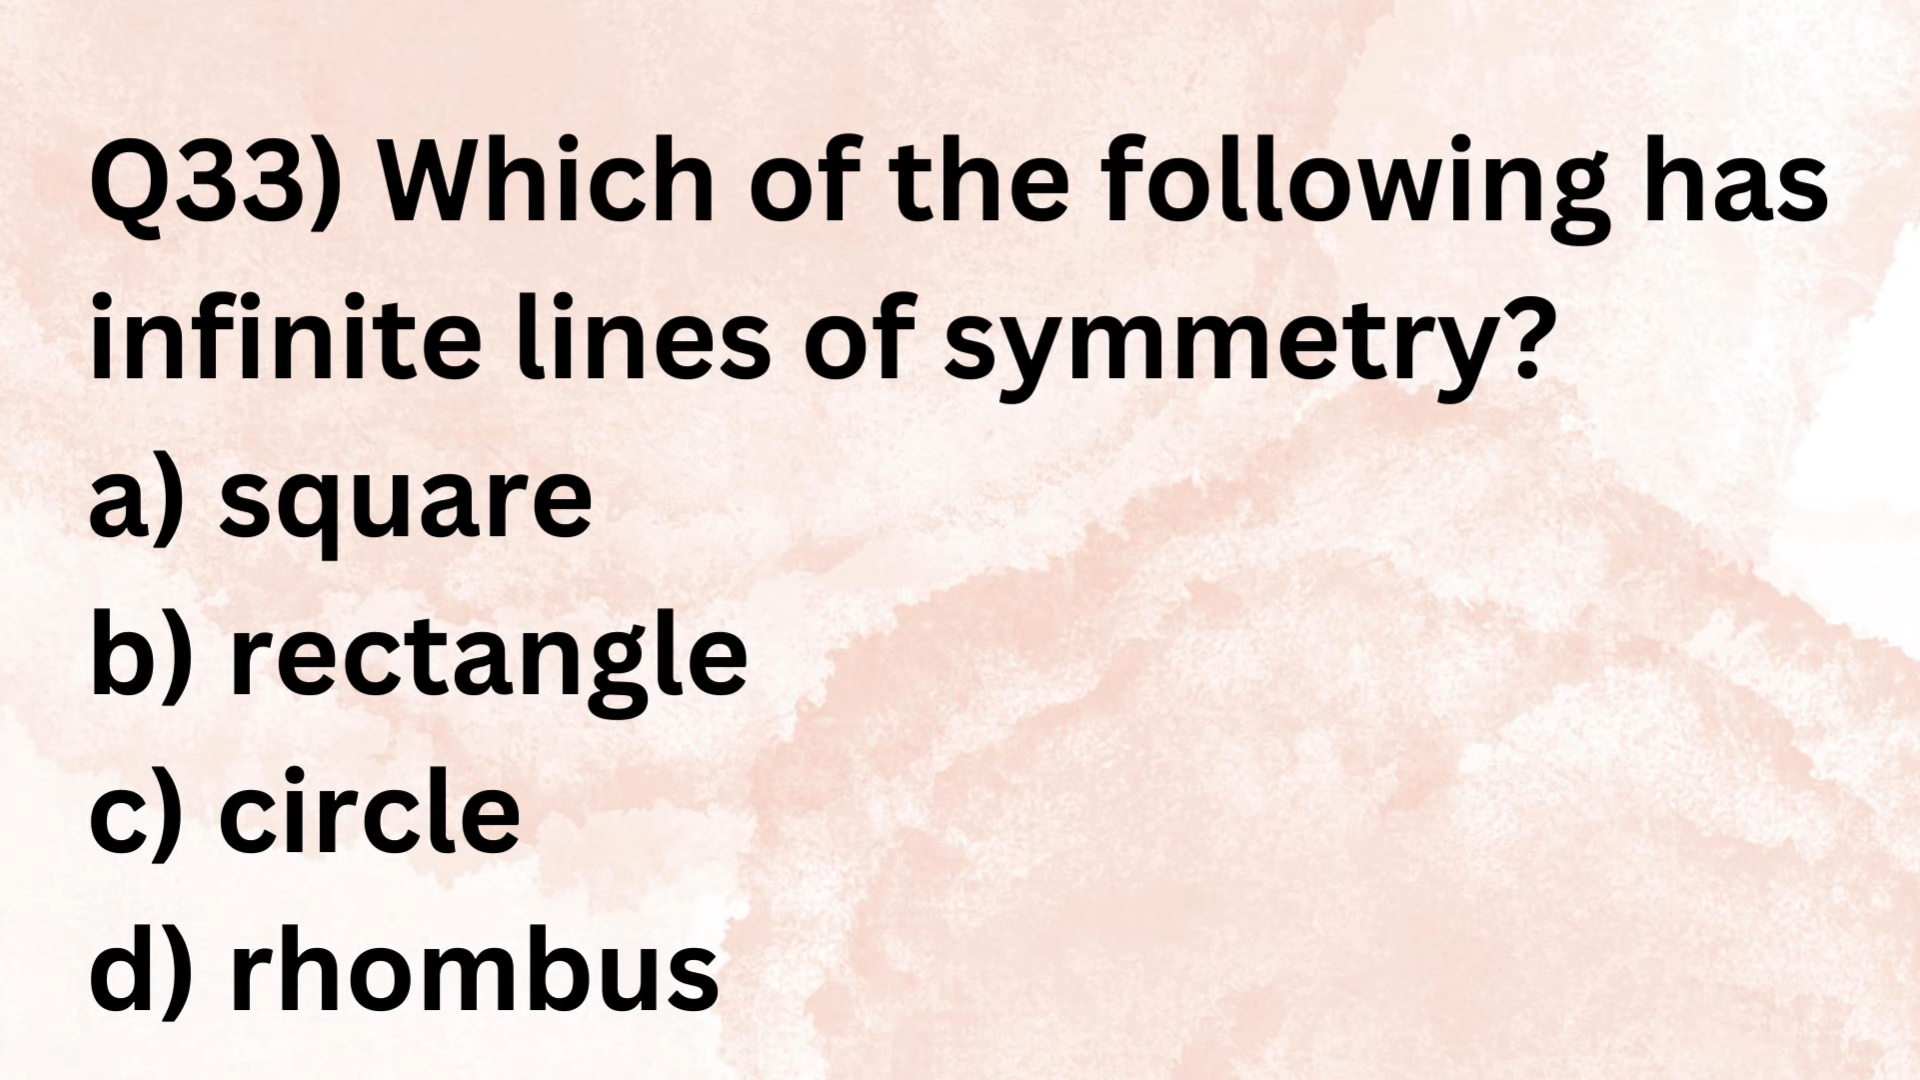 Q33) Which of the following has
infinite lines of symmetry?
a) square
b) rectangle
c) circle
d) rhombus